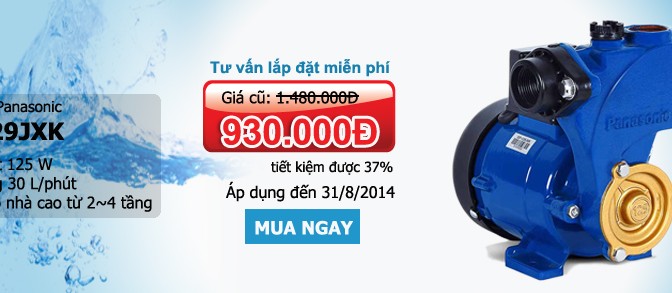 Panasonic
29JXK
: 125 W
30 L/phút
nhà cao từ 2~4 tầng
Tư vấn lắp đặt miễn phí
Giá cũ: 1.480.000Đ
930.000Đ
tiết kiệm được 37%
Áp dụng đến 31/8/2014
MUA NGAY
Panasonic
125